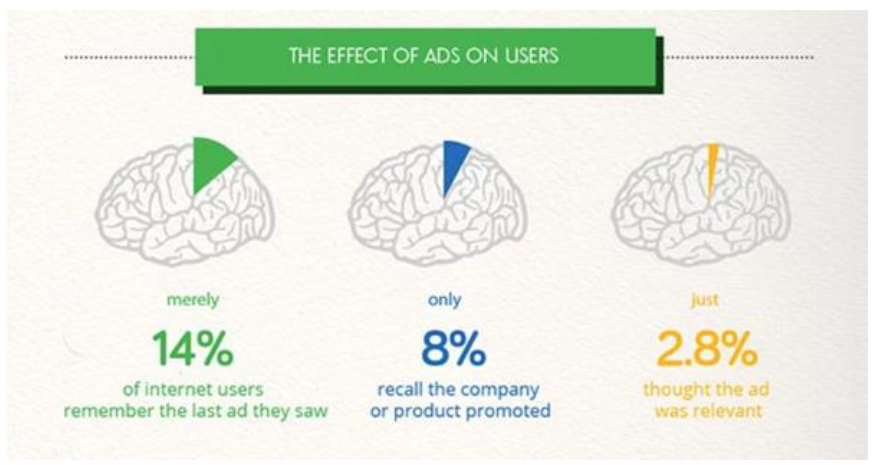 THE EFFECT OF ADS ON USERS
merely
14%
of internet users
remember the last ad they saw
only
8%
recall the company
or product promoted
just
2.8%
thought the ad
was relevant